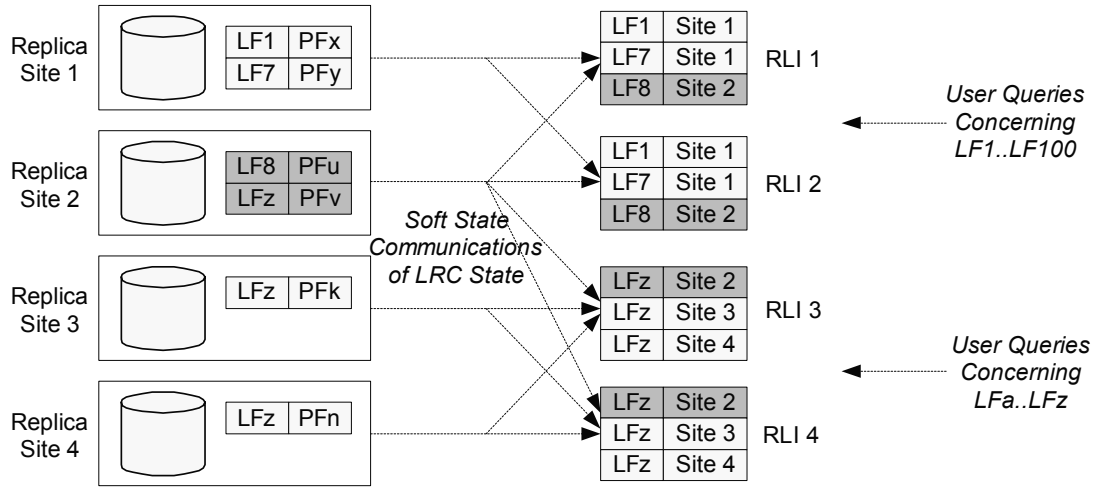 Replica
Site 1
LF1 PFx
LF7 PFy
LF1 Site 1
LF7 Site 1
LF8 Site 2
RLI 1
User Queries
Concerning
LF1..LF100
Replica
Site 2
LF8 PFu
LFz PFv
LF1 Site 1
LF7 Site 1
LF8 Site 2
RLI 2
Soft State
Communications
of LRC State
Replica
Site 3
LFz PFk
LFz Site 2
LFz Site 3
LFz Site 4
RLI 3
User Queries
Concerning
LFa..LFz
Replica
Site 4
LFz PFn
LFz Site 2
LFz Site 3
LFz Site 4
RLI 4